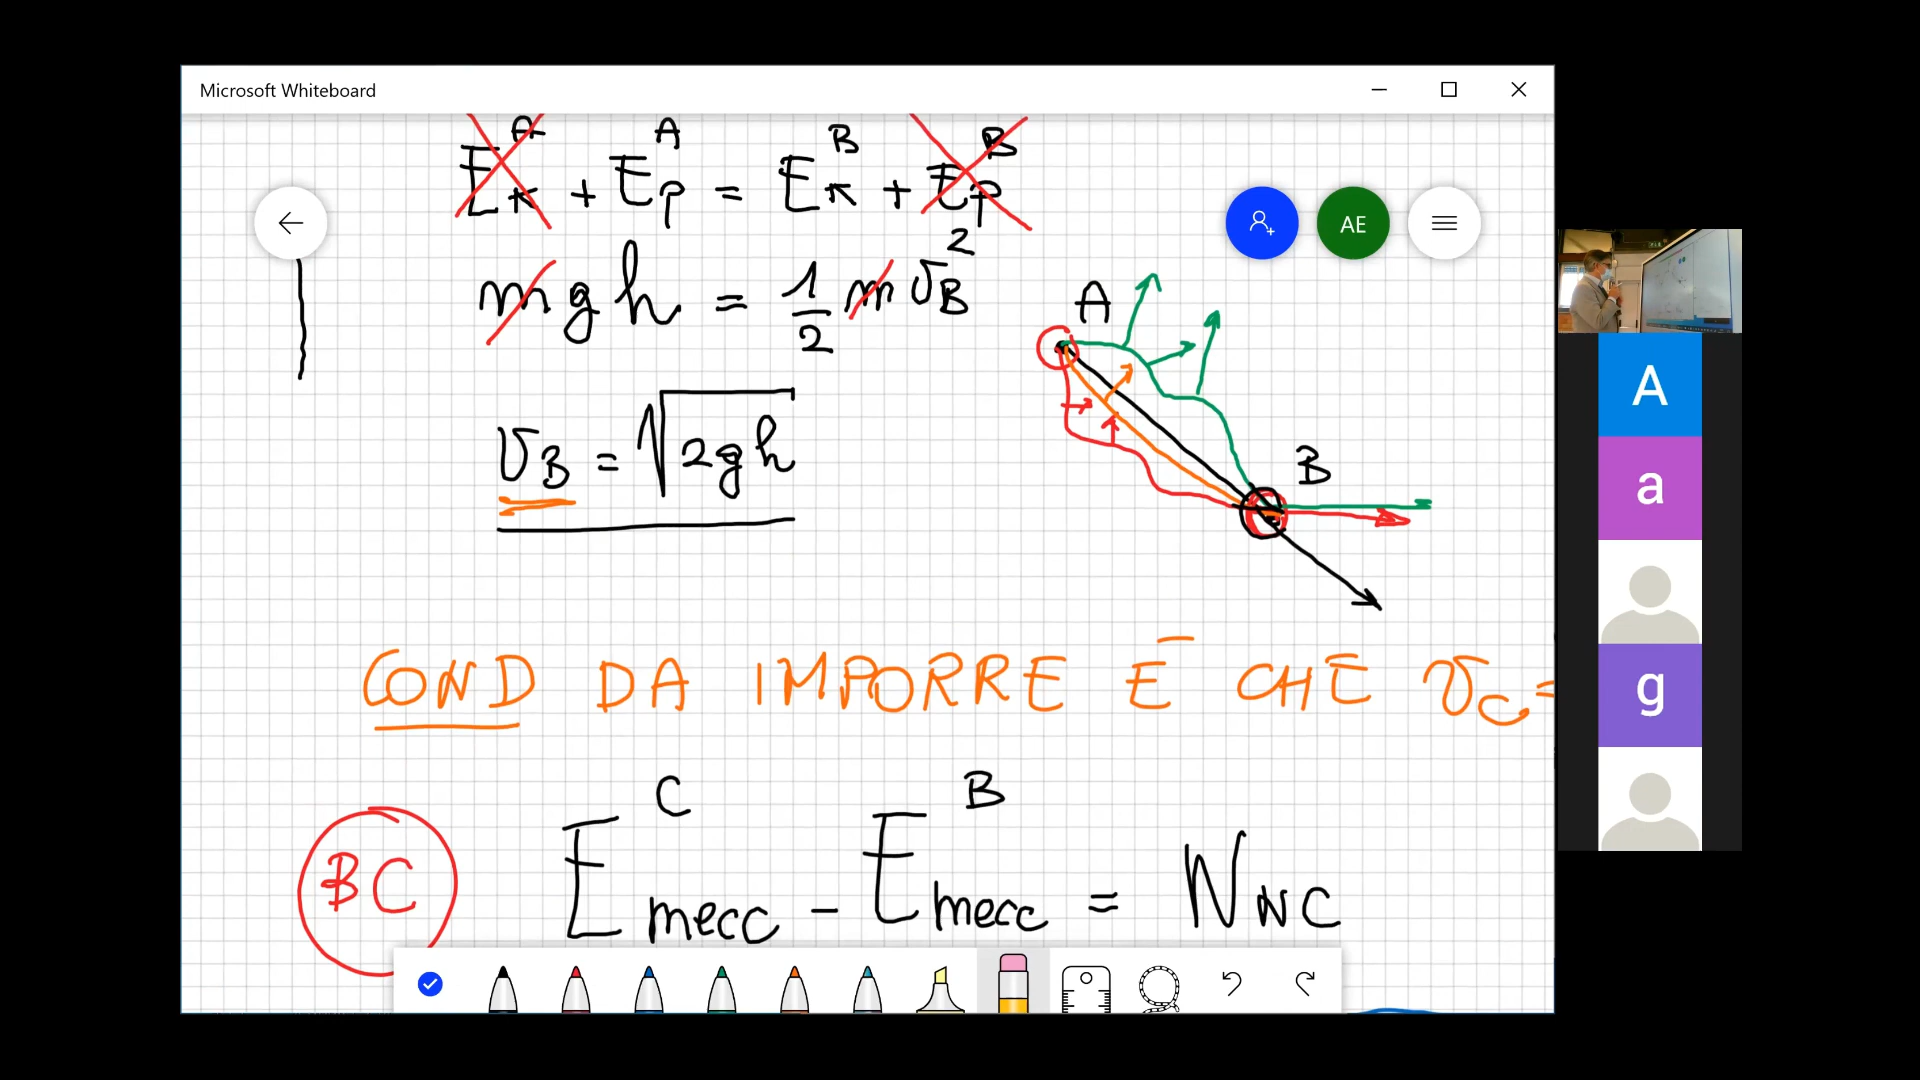 Microsoft Whiteboard
E_K^A + E_p^A = E_K^B + E_p^B
mgh = 1/2 m v_B^2
AE
A
v_B = √2gh
B
COND DA IMPORRE È CHE v_C =
BC
E_mecc^C - E_mecc^B = W_NC
A
a
g